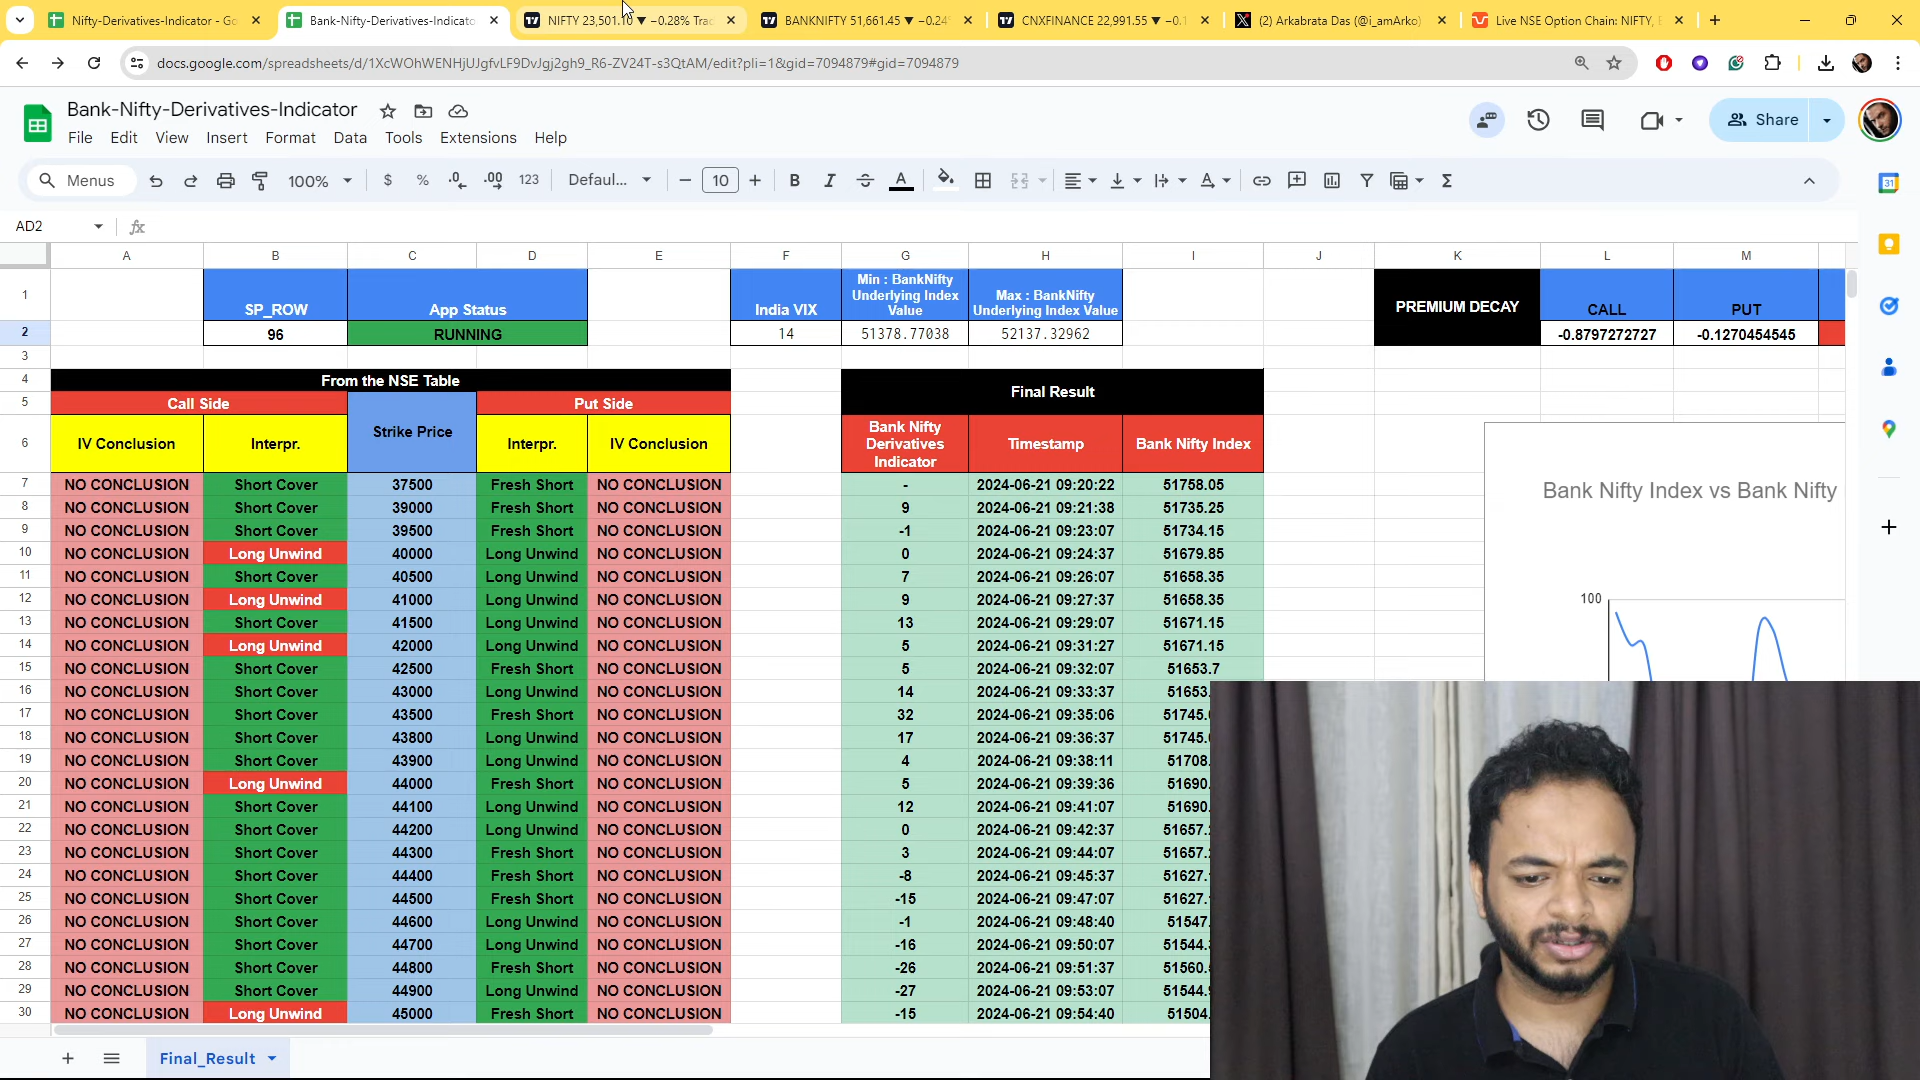 Nifty-Derivatives-Indicator - Go
Bank-Nifty-Derivatives-Indicato
NIFTY 23,501.10 ▼ −0.28% Trac
BANKNIFTY 51,661.45 ▼ −0.24
CNXFINANCE 22,991.55 ▼ −0.1
(2) Arkabrata Das (@i_amArko)
Live NSE Option Chain: NIFTY, B
docs.google.com/spreadsheets/d/1XcWOhWENHjUJgfvLF9DvJgj2gh9_R6-ZV24T-s3QtAM/edit?pli=1&gid=7094879#gid=7094879
Bank-Nifty-Derivatives-Indicator
File Edit View Insert Format Data Tools Extensions Help
Share
Menus 100% $ % .0 .00 123 Defaul... − 10 + B I A Σ
AD2 fx
A B C D E F G H I J K L M
1 SP_ROW App Status India VIX Min : BankNifty Underlying Index Value Max : BankNifty Underlying Index Value PREMIUM DECAY CALL PUT
2 96 RUNNING 14 51378.77038 52137.32962 -0.8797272727 -0.1270454545
3
4 From the NSE Table Final Result
5 Call Side Strike Price Put Side
6 IV Conclusion Interpr. Interpr. IV Conclusion Bank Nifty Derivatives Indicator Timestamp Bank Nifty Index
7 NO CONCLUSION Short Cover 37500 Fresh Short NO CONCLUSION - 2024-06-21 09:20:22 51758.05
Bank Nifty Index vs Bank Nifty
8 NO CONCLUSION Short Cover 39000 Fresh Short NO CONCLUSION 9 2024-06-21 09:21:38 51735.25
9 NO CONCLUSION Short Cover 39500 Fresh Short NO CONCLUSION -1 2024-06-21 09:23:07 51734.15
10 NO CONCLUSION Long Unwind 40000 Long Unwind NO CONCLUSION 0 2024-06-21 09:24:37 51679.85
11 NO CONCLUSION Short Cover 40500 Long Unwind NO CONCLUSION 7 2024-06-21 09:26:07 51658.35
12 NO CONCLUSION Long Unwind 41000 Long Unwind NO CONCLUSION 9 2024-06-21 09:27:37 51658.35
100
13 NO CONCLUSION Short Cover 41500 Long Unwind NO CONCLUSION 13 2024-06-21 09:29:07 51671.15
14 NO CONCLUSION Long Unwind 42000 Long Unwind NO CONCLUSION 5 2024-06-21 09:31:27 51671.15
15 NO CONCLUSION Short Cover 42500 Fresh Short NO CONCLUSION 5 2024-06-21 09:32:07 51653.7
16 NO CONCLUSION Short Cover 43000 Long Unwind NO CONCLUSION 14 2024-06-21 09:33:37 51653.
17 NO CONCLUSION Short Cover 43500 Fresh Short NO CONCLUSION 32 2024-06-21 09:35:06 51745.
18 NO CONCLUSION Short Cover 43800 Long Unwind NO CONCLUSION 17 2024-06-21 09:36:37 51745.
19 NO CONCLUSION Short Cover 43900 Long Unwind NO CONCLUSION 4 2024-06-21 09:38:11 51708.
20 NO CONCLUSION Long Unwind 44000 Fresh Short NO CONCLUSION 5 2024-06-21 09:39:36 51690.
21 NO CONCLUSION Short Cover 44100 Long Unwind NO CONCLUSION 12 2024-06-21 09:41:07 51690.
22 NO CONCLUSION Short Cover 44200 Long Unwind NO CONCLUSION 0 2024-06-21 09:42:37 51657.
23 NO CONCLUSION Short Cover 44300 Fresh Short NO CONCLUSION 3 2024-06-21 09:44:07 51657.
24 NO CONCLUSION Short Cover 44400 Fresh Short NO CONCLUSION -8 2024-06-21 09:45:37 51627.
25 NO CONCLUSION Short Cover 44500 Fresh Short NO CONCLUSION -15 2024-06-21 09:47:07 51627.
26 NO CONCLUSION Short Cover 44600 Long Unwind NO CONCLUSION -1 2024-06-21 09:48:40 51547.
27 NO CONCLUSION Short Cover 44700 Long Unwind NO CONCLUSION -16 2024-06-21 09:50:07 51544.
28 NO CONCLUSION Short Cover 44800 Fresh Short NO CONCLUSION -26 2024-06-21 09:51:37 51560.
29 NO CONCLUSION Short Cover 44900 Long Unwind NO CONCLUSION -27 2024-06-21 09:53:07 51544.
30 NO CONCLUSION Long Unwind 45000 Fresh Short NO CONCLUSION -15 2024-06-21 09:54:40 51504.
Final_Result